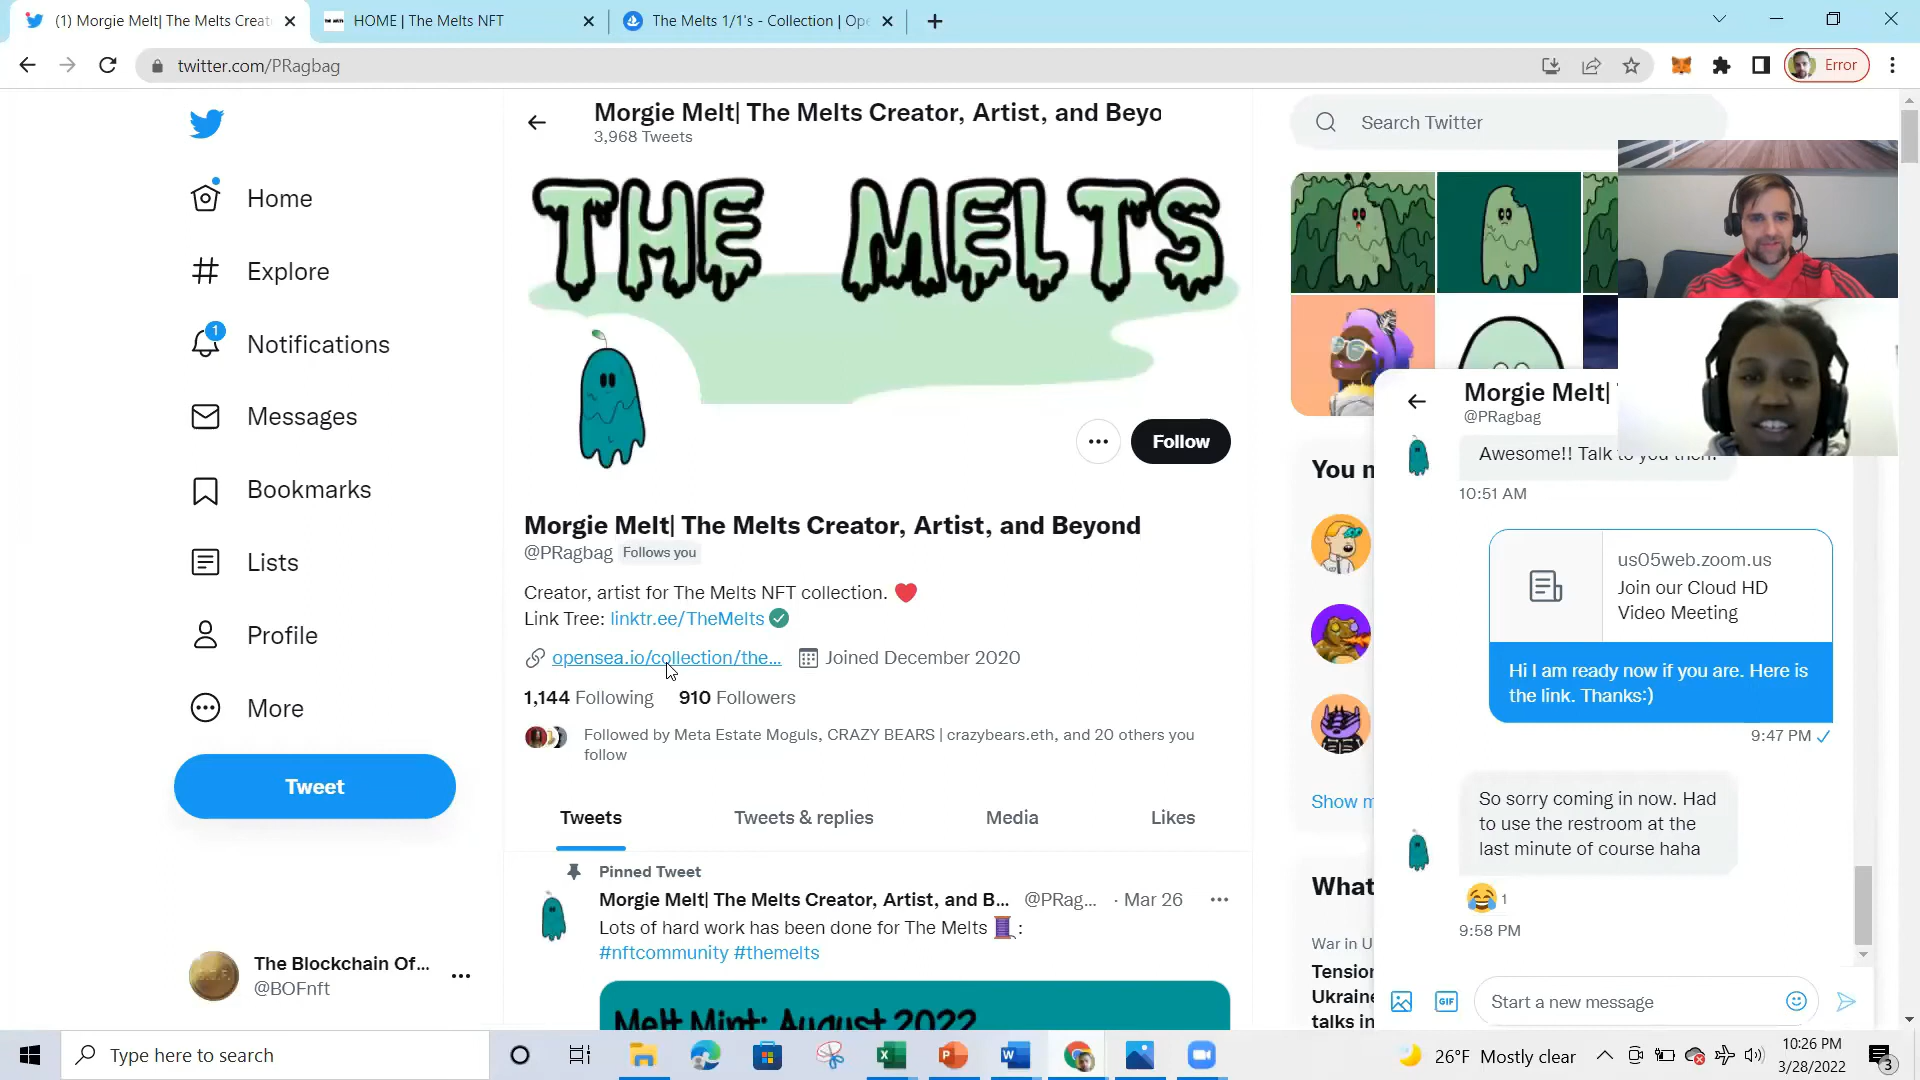 (1) Morgie Melt| The Melts Creat
HOME | The Melts NFT
The Melts 1/1's - Collection | Ope
twitter.com/PRagbag
Error
Morgie Melt| The Melts Creator, Artist, and Beyo
3,968 Tweets
Search Twitter
Home
Explore
1
Notifications
Messages
Bookmarks
Lists
Profile
More
Tweet
The Blockchain Of...
@BOFnft
THE MELTS
Follow
Morgie Melt| The Melts Creator, Artist, and Beyond
@PRagbag Follows you
Creator, artist for The Melts NFT collection. ❤️
Link Tree: linktr.ee/TheMelts
opensea.io/collection/the... Joined December 2020
1,144 Following 910 Followers
Followed by Meta Estate Moguls, CRAZY BEARS | crazybears.eth, and 20 others you
follow
Tweets
Tweets & replies
Media
Likes
Pinned Tweet
Morgie Melt| The Melts Creator, Artist, and B... @PRag... · Mar 26
Lots of hard work has been done for The Melts 🧵:
#nftcommunity #themelts
Melt Mint: August 2022
You m
Show m
What
War in U
Tension
Ukraine
talks in
Morgie Melt|
@PRagbag
Awesome!! Talk to you then.
10:51 AM
us05web.zoom.us
Join our Cloud HD
Video Meeting
Hi I am ready now if you are. Here is
the link. Thanks:)
9:47 PM
So sorry coming in now. Had
to use the restroom at the
last minute of course haha
😂 1
9:58 PM
GIF
Start a new message
Type here to search
26°F Mostly clear
10:26 PM
3/28/2022
3